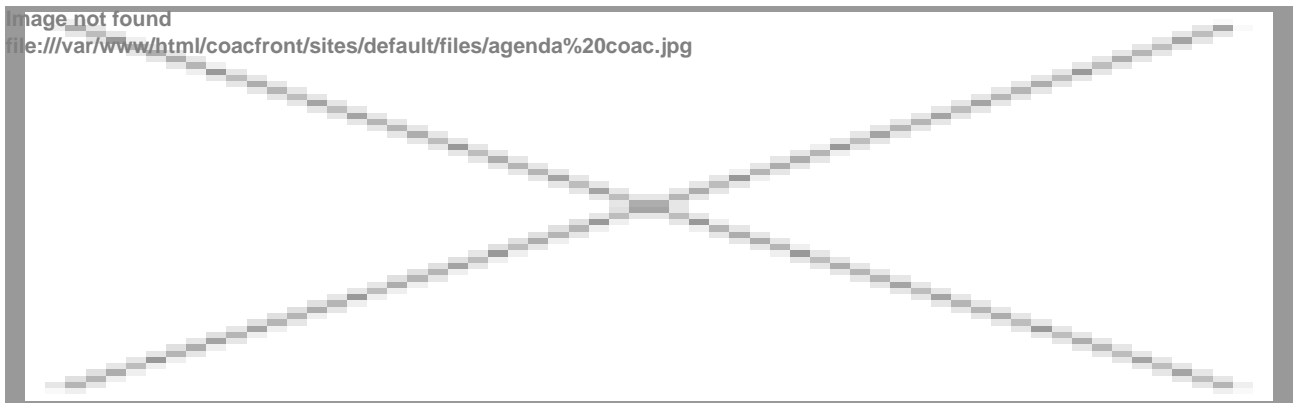 Image not found
file:///var/www/html/coacfront/sites/default/files/agenda%20coac.jpg